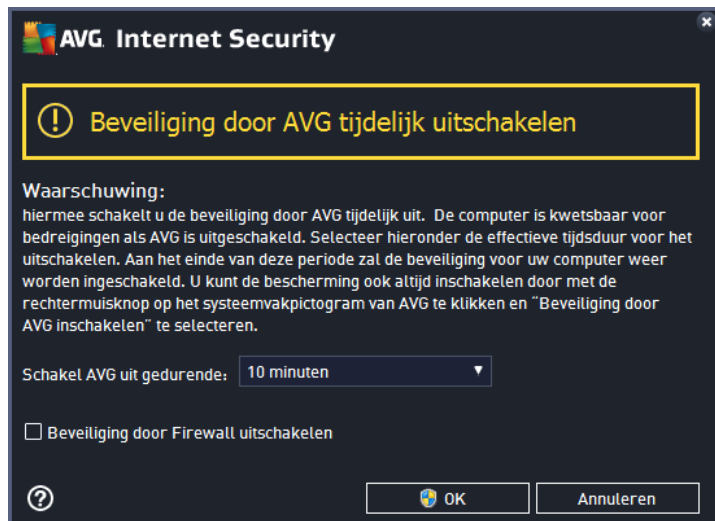 AVG Internet Security
Beveiliging door AVG tijdelijk uitschakelen
Waarschuwing:
hiermee schakelt u de beveiliging door AVG tijdelijk uit. De computer is kwetsbaar voor
bedreigingen als AVG is uitgeschakeld. Selecteer hieronder de effectieve tijdsduur voor het
uitschakelen. Aan het einde van deze periode zal de beveiliging voor uw computer weer
worden ingeschakeld. U kunt de bescherming ook altijd inschakelen door met de
rechtermuisknop op het systeemvakpictogram van AVG te klikken en "Beveiliging door
AVG inschakelen" te selecteren.
Schakel AVG uit gedurende: 10 minuten
Beveiliging door Firewall uitschakelen
OK Annuleren